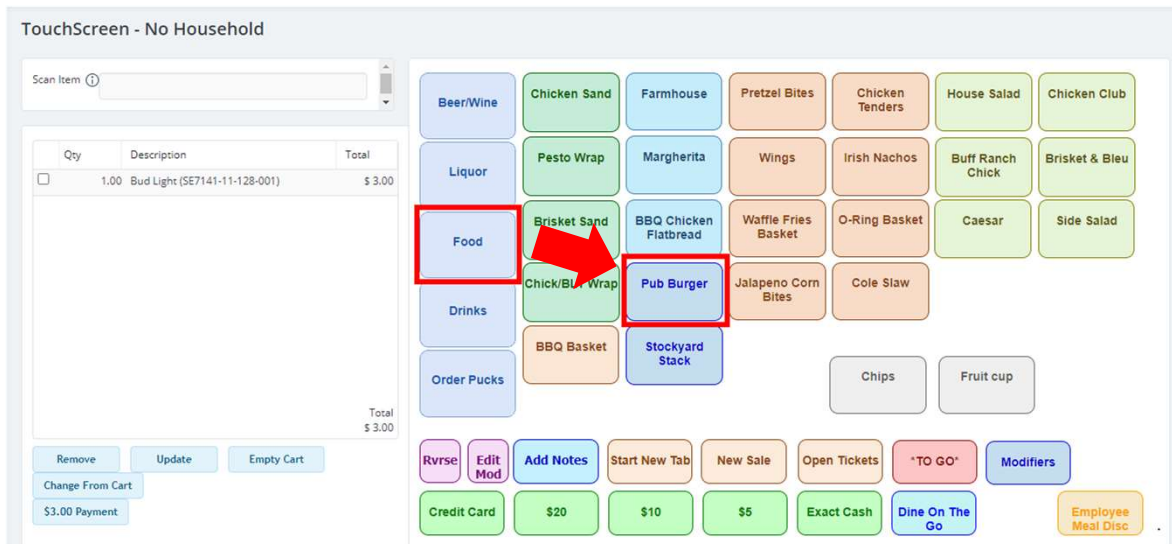 TouchScreen - No Household
Scan Item
Qty Description Total
1.00 Bud Light (SE7141-11-128-001) $ 3.00
Total
$ 3.00
Remove Update Empty Cart
Change From Cart
$3.00 Payment
Beer/Wine
Liquor
Food
Drinks
Order Pucks
Chicken Sand Farmhouse Pretzel Bites Chicken Tenders House Salad Chicken Club
Pesto Wrap Margherita Wings Irish Nachos Buff Ranch Chick Brisket & Bleu
Brisket Sand BBQ Chicken Flatbread Waffle Fries Basket O-Ring Basket Caesar Side Salad
Chick/BLT Wrap Pub Burger Jalapeno Corn Bites Cole Slaw
BBQ Basket Stockyard Stack
Chips Fruit cup
Rvrse Edit Mod Add Notes Start New Tab New Sale Open Tickets *TO GO* Modifiers
Credit Card $20 $10 $5 Exact Cash Dine On The Go Employee Meal Disc .